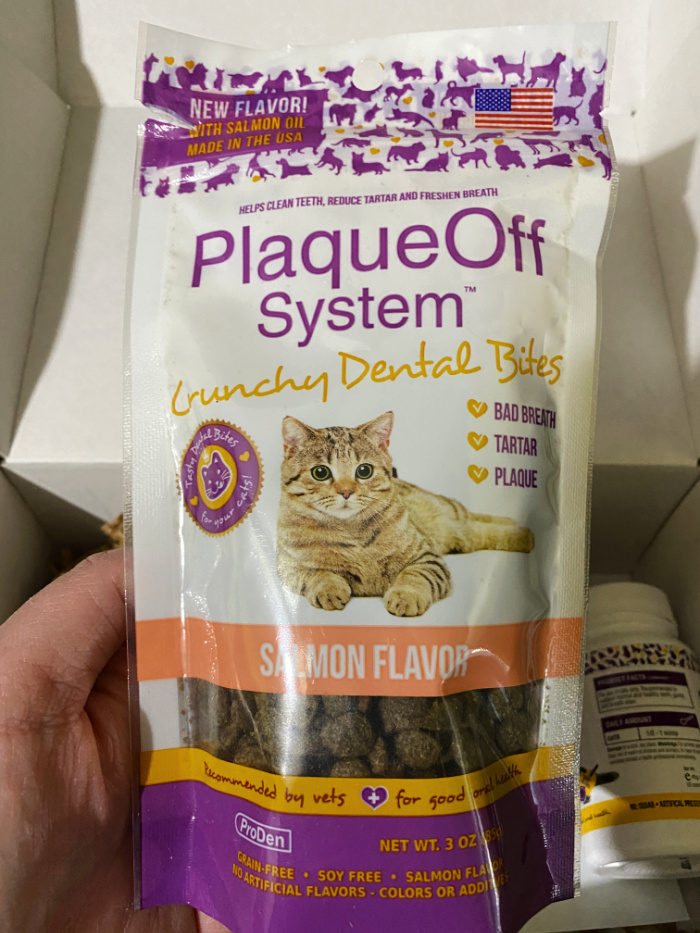 NEW FLAVOR!
WITH SALMON OIL
MADE IN THE USA
HELPS CLEAN TEETH, REDUCE TARTAR AND FRESHEN BREATH
PlaqueOff
System™
Crunchy Dental Bites
BAD BREATH
TARTAR
PLAQUE
Tasty Dental Bites
for your cats!
SALMON FLAVOR
Recommended by vets for good oral health
ProDen
NET WT. 3 OZ (85g)
GRAIN-FREE • SOY FREE • SALMON FLAVOR
NO ARTIFICIAL FLAVORS - COLORS OR ADDITIVES
DAILY AMOUNT